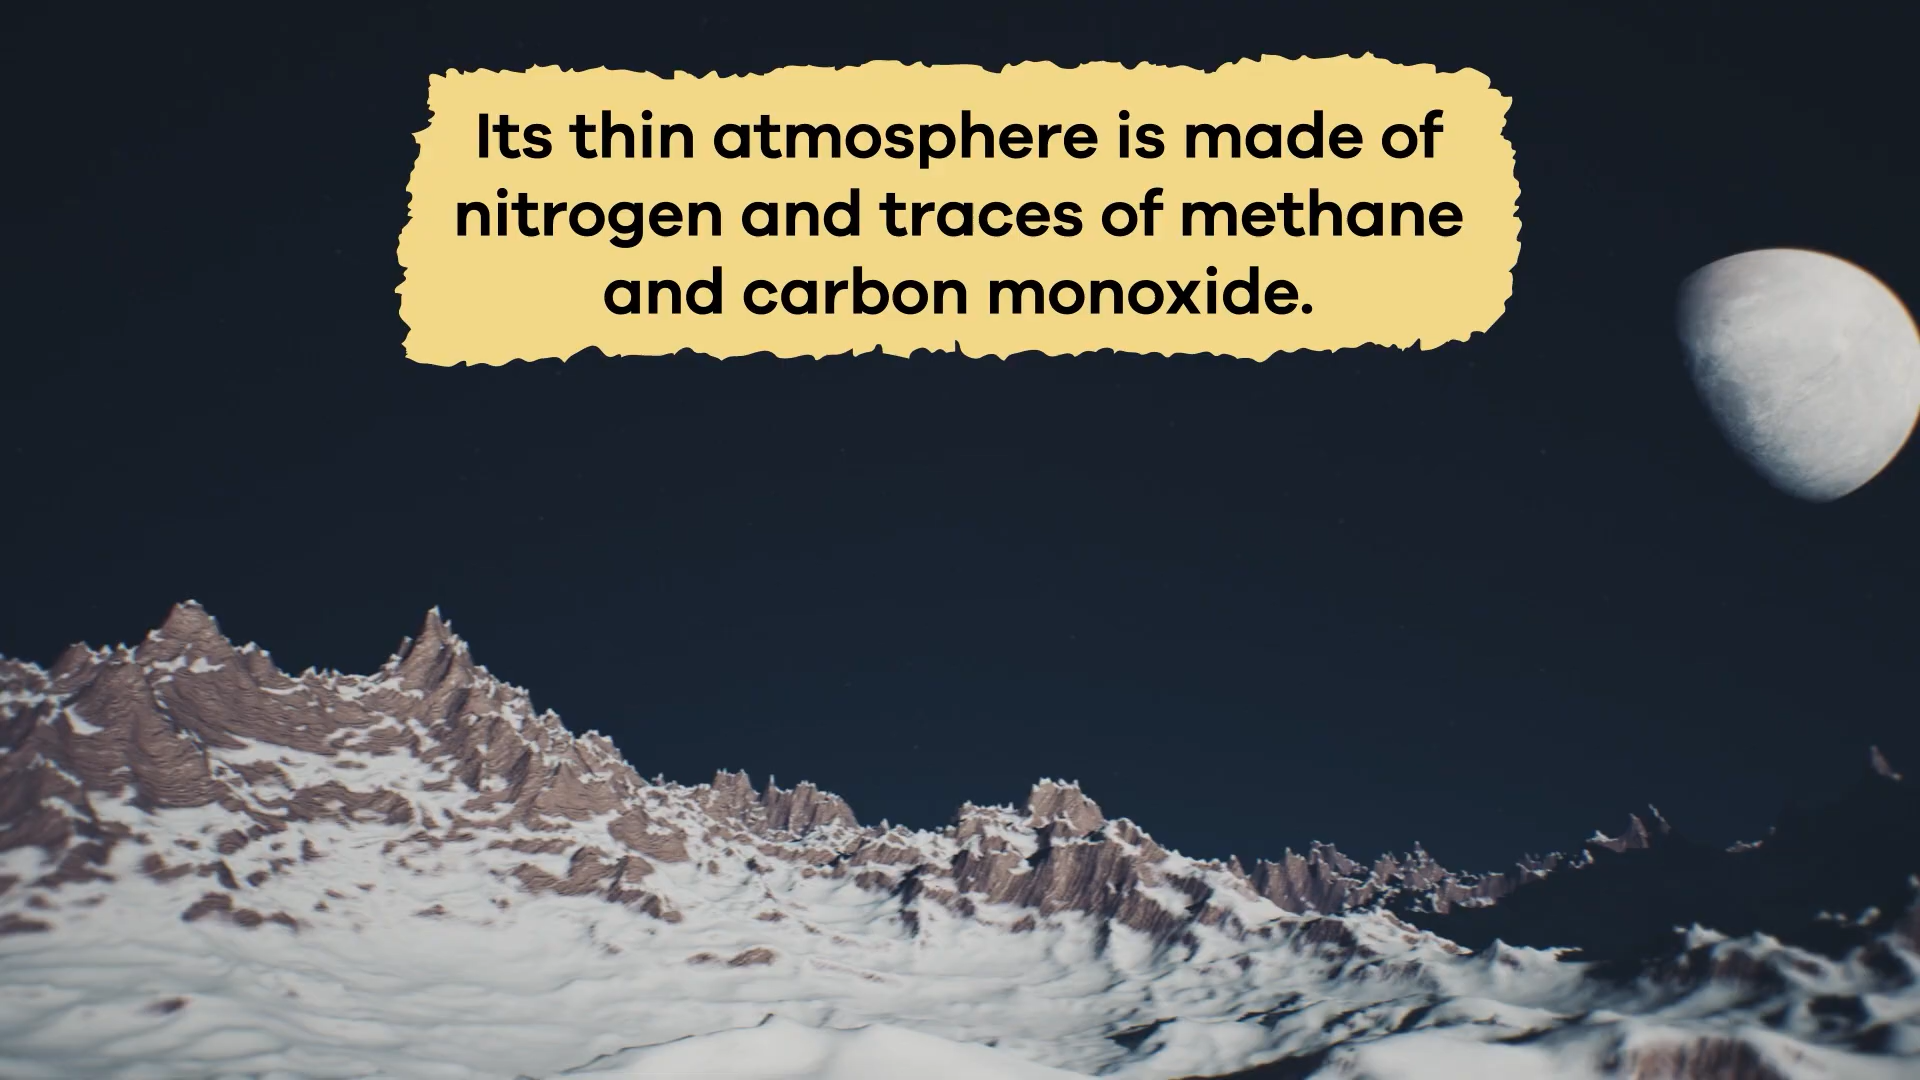 Its thin atmosphere is made of
nitrogen and traces of methane
and carbon monoxide.